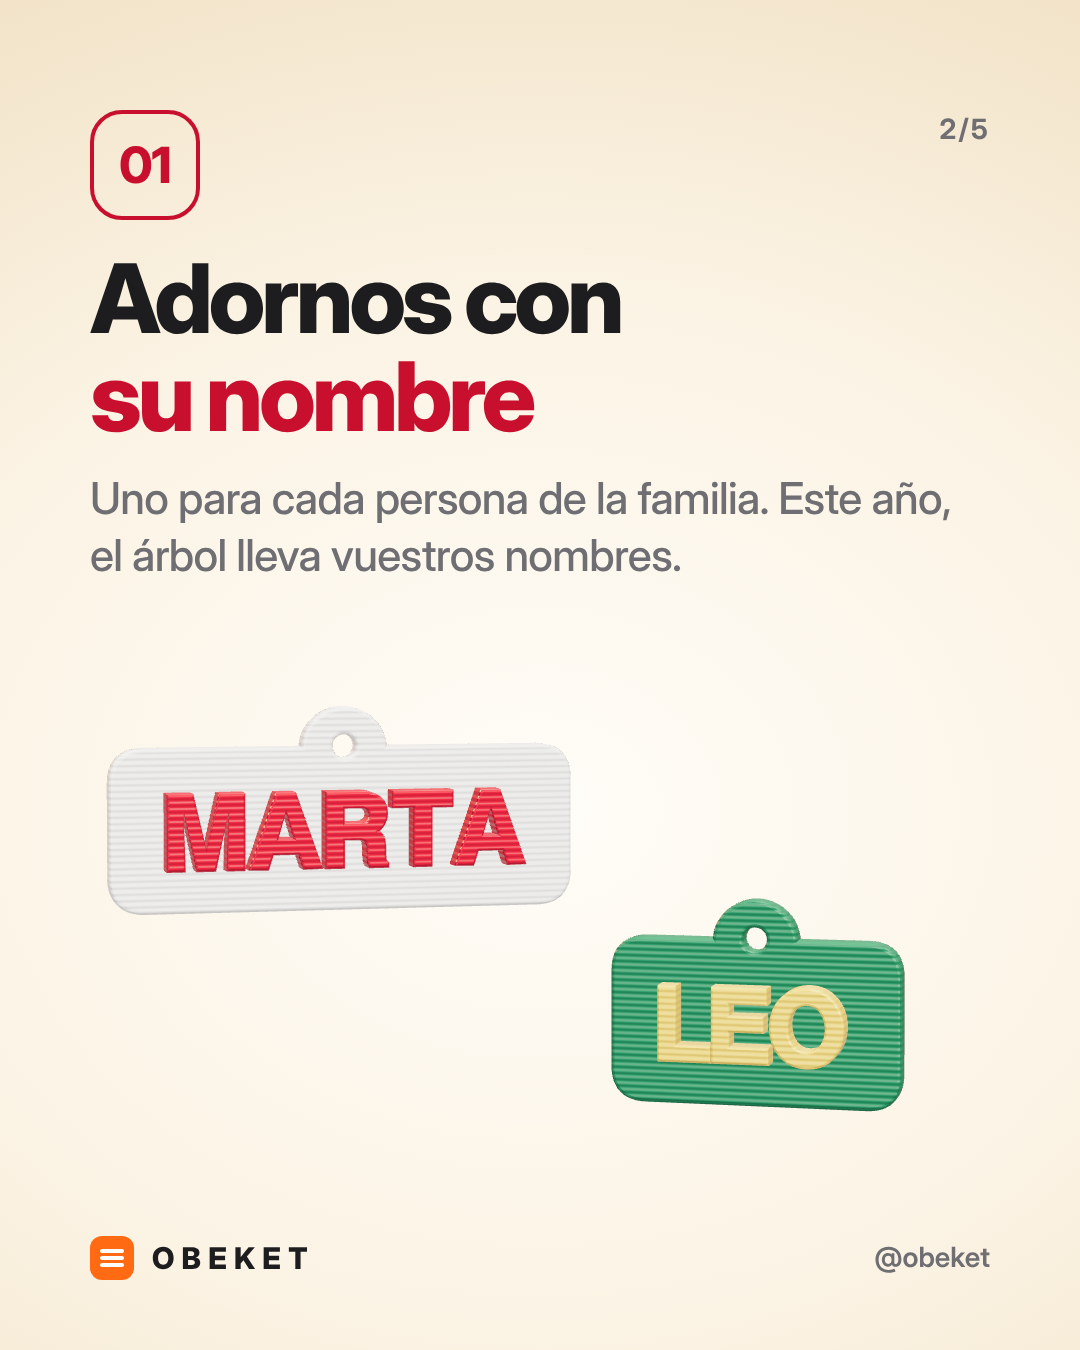 01
2/5
Adornos con
su nombre
Uno para cada persona de la familia. Este año,
el árbol lleva vuestros nombres.
MARTA
LEO
OBEKET
@obeket